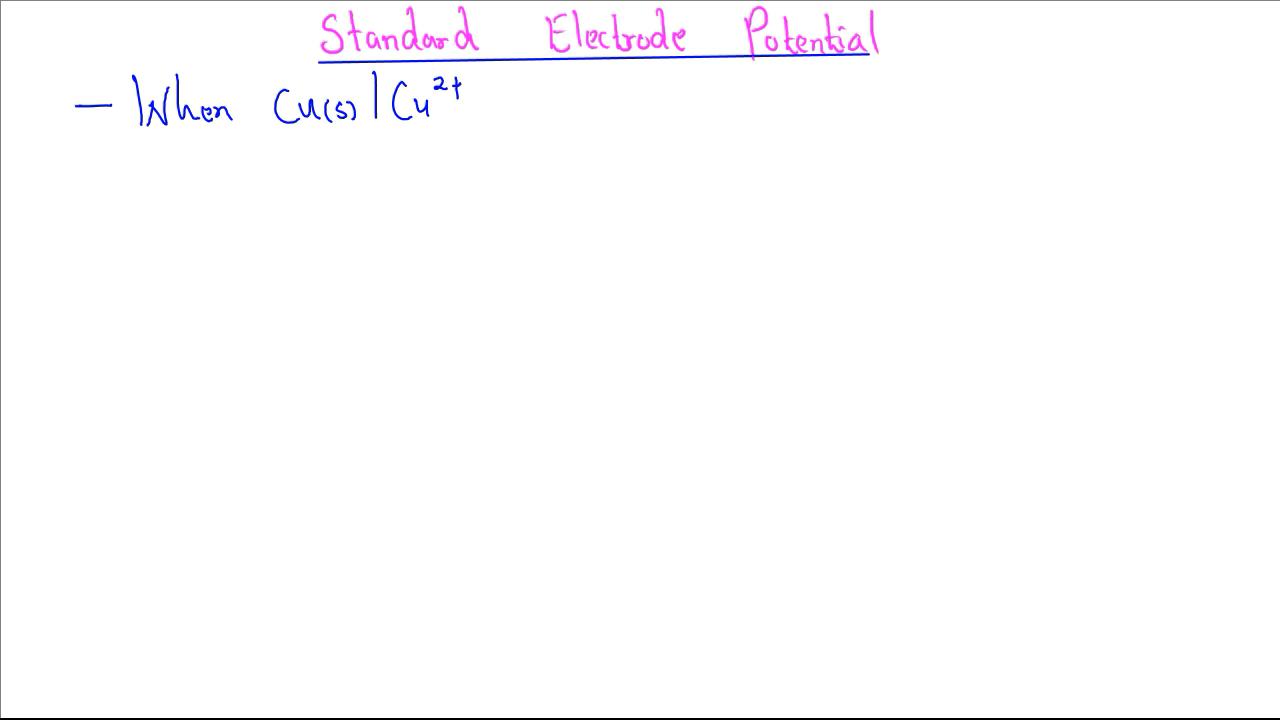 Standard Electrode Potential
— When Cu(s) | Cu²⁺